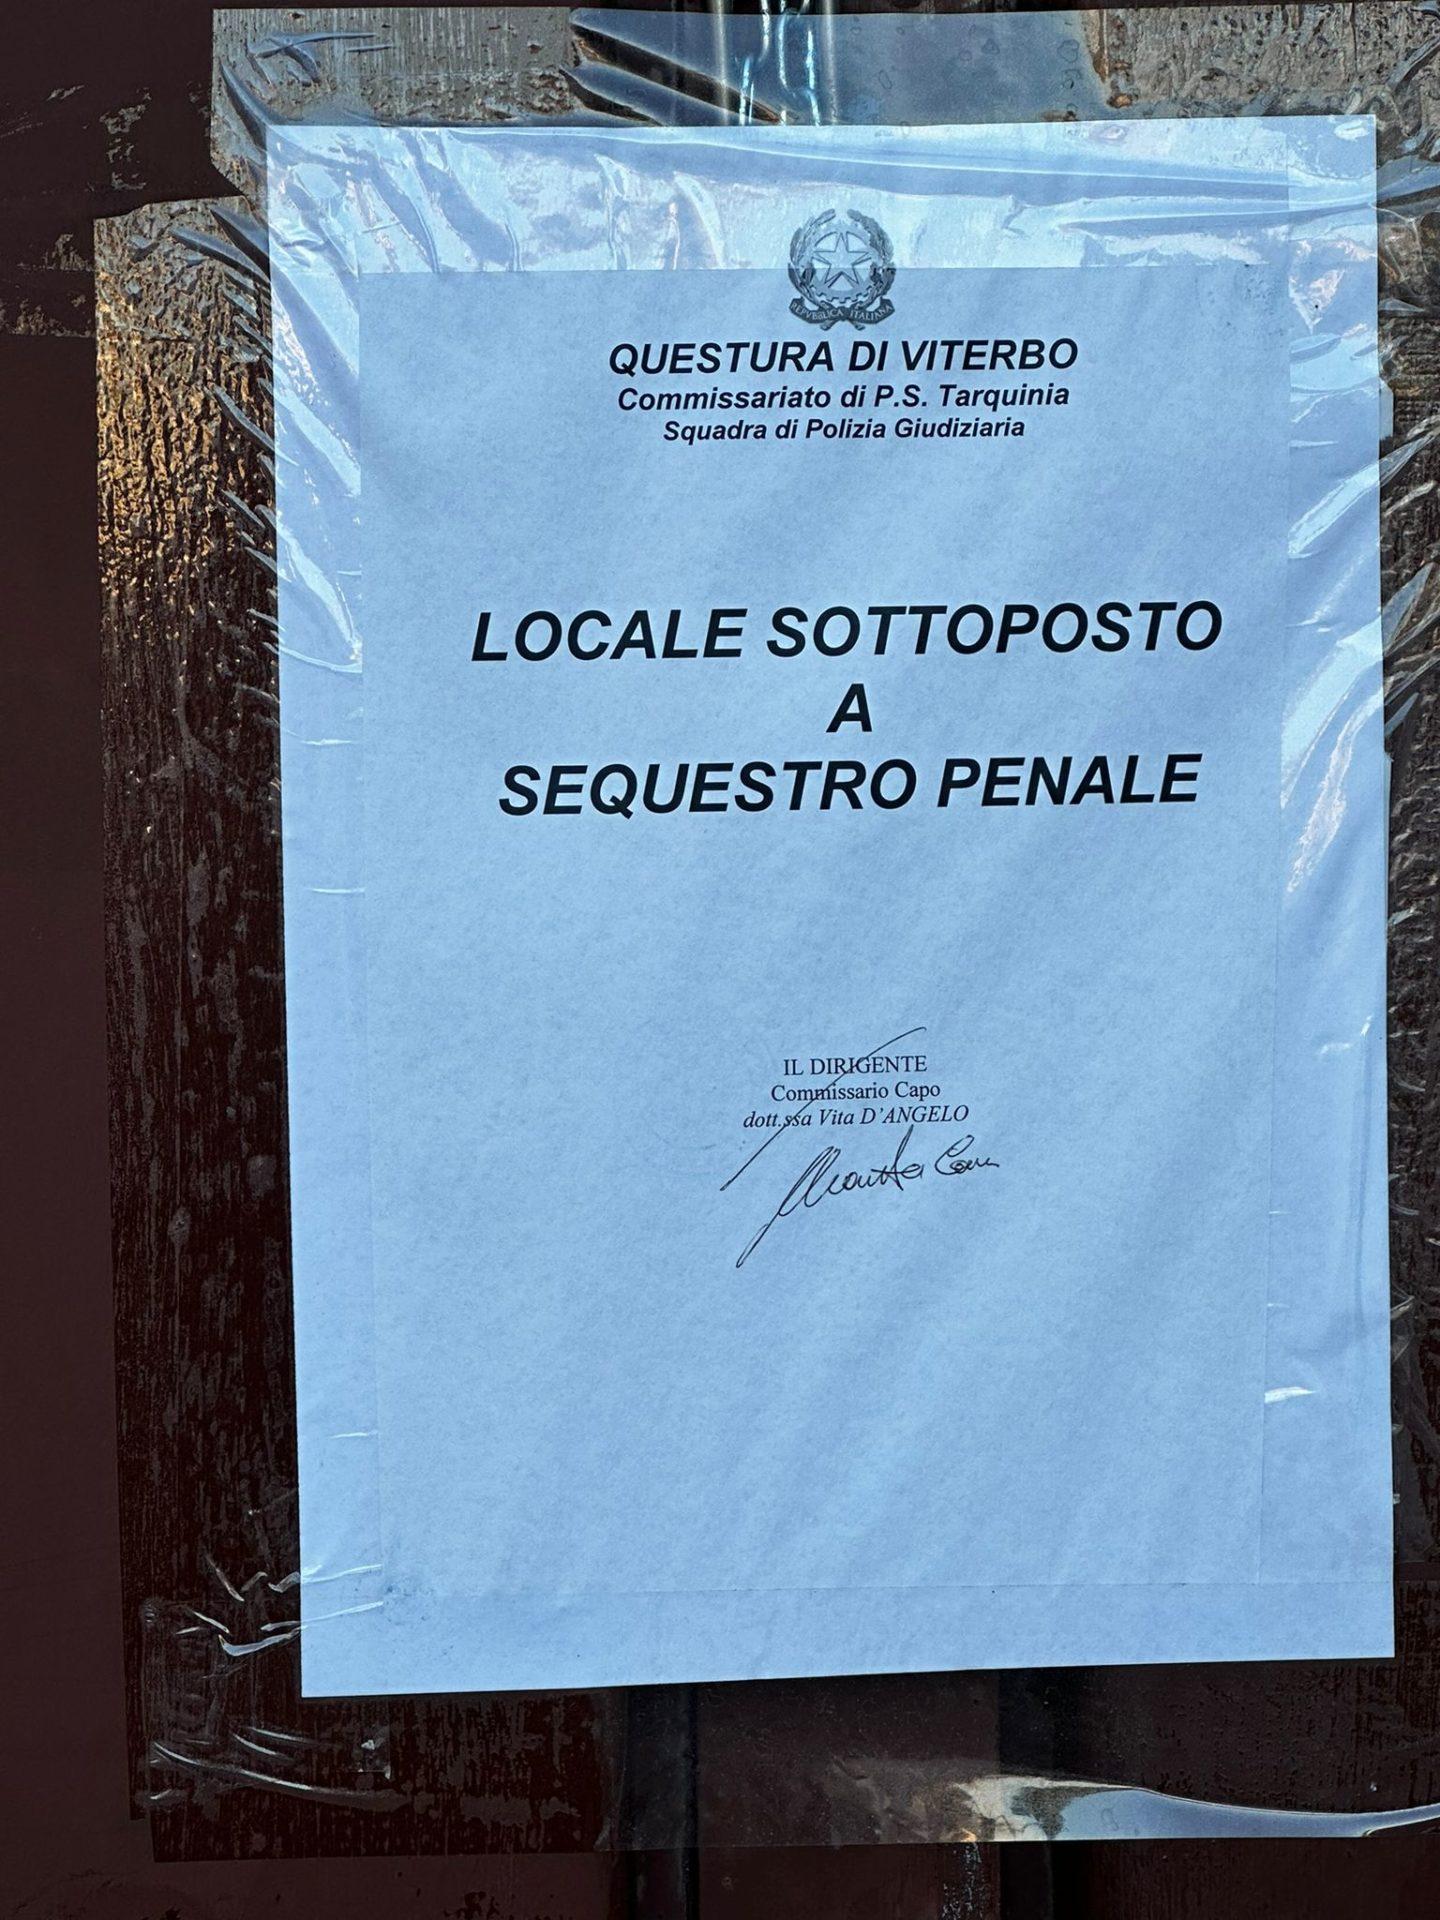 REPVBBLICA ITALIANA
QUESTURA DI VITERBO
Commissariato di P.S. Tarquinia
Squadra di Polizia Giudiziaria
LOCALE SOTTOPOSTO
A
SEQUESTRO PENALE
IL DIRIGENTE
Commissario Capo
dott.ssa Vita D'ANGELO